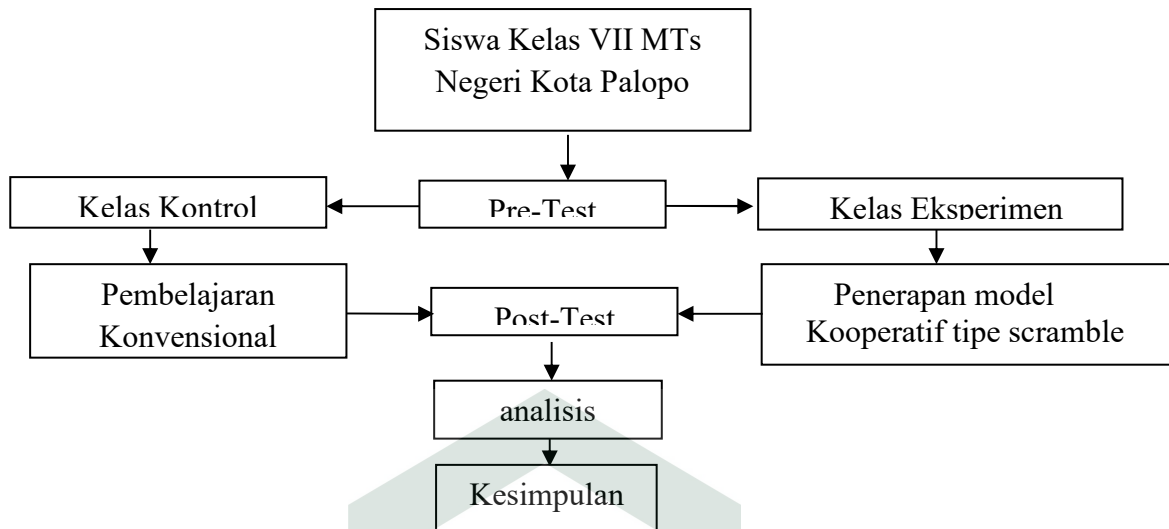 Siswa Kelas VII MTs
Negeri Kota Palopo
Kelas Kontrol
Pre-Test
Kelas Eksperimen
Pembelajaran
Konvensional
Post-Test
Penerapan model
Kooperatif tipe scramble
analisis
Kesimpulan